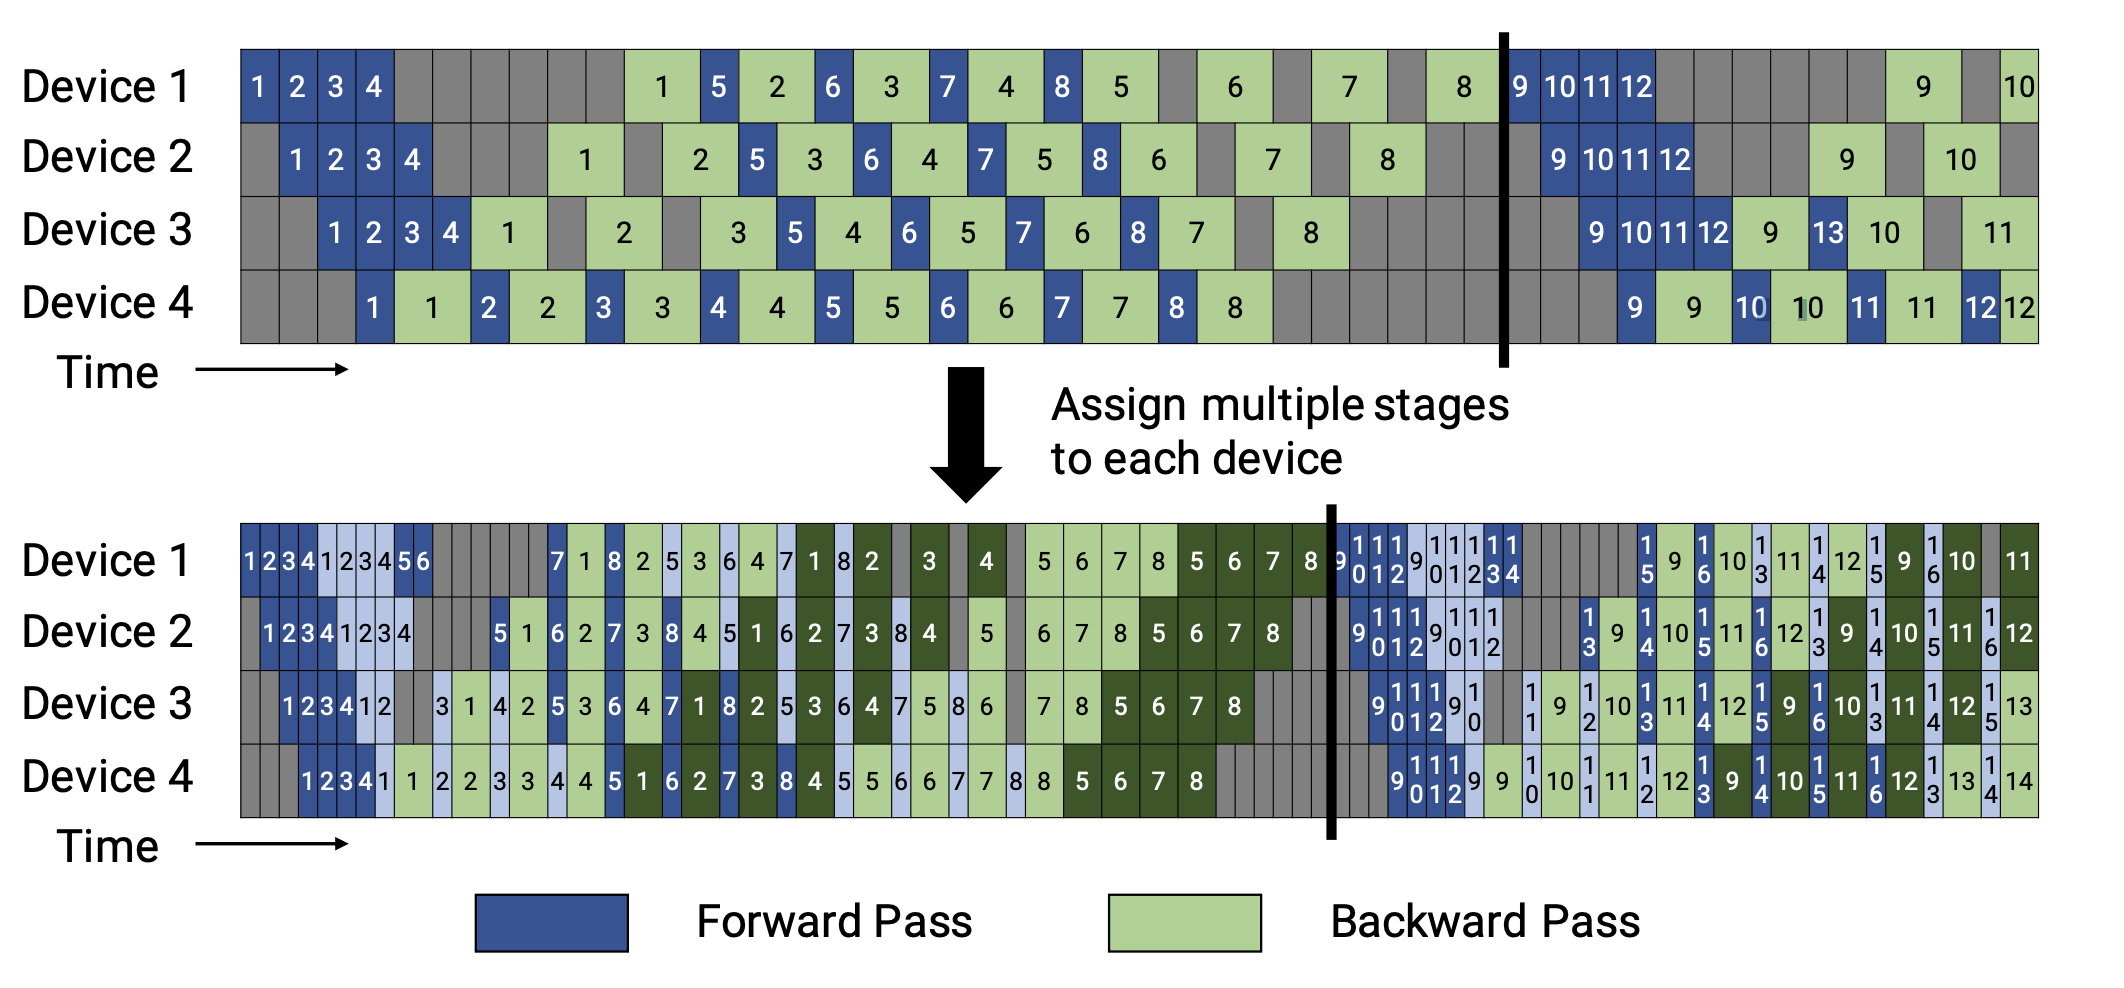 Device 1 1 2 3 4 1 5 2 6 3 7 4 8 5 6 7 8 9 10 11 12 9 10
Device 2 1 2 3 4 1 2 5 3 6 4 7 5 8 6 7 8 9 10 11 12 9 10
Device 3 1 2 3 4 1 2 3 5 4 6 5 7 6 8 7 8 9 10 11 12 9 13 10 11
Device 4 1 1 2 2 3 3 4 4 5 5 6 6 7 7 8 8 9 9 10 10 11 11 12 12
Time
Assign multiple stages
to each device
Device 1 1 2 3 4 1 2 3 4 5 6 7 1 8 2 5 3 6 4 7 1 8 2 3 4 5 6 7 8 5 6 7 8 9 10 11 12 9 10 11 12 13 14 15 9 16 10 13 11 14 12 15 9 16 10 11
Device 2 1 2 3 4 1 2 3 4 5 1 6 2 7 3 8 4 5 1 6 2 7 3 8 4 5 6 7 8 5 6 7 8 9 10 11 12 9 10 11 12 13 9 14 10 15 11 16 12 13 9 14 10 15 11 16 12
Device 3 1 2 3 4 1 2 3 1 4 2 5 3 6 4 7 1 8 2 5 3 6 4 7 5 8 6 7 8 5 6 7 8 9 10 11 12 9 10 11 9 12 10 13 11 14 12 15 9 16 10 13 11 14 12 15 13
Device 4 1 2 3 4 1 1 2 2 3 3 4 4 5 1 6 2 7 3 8 4 5 5 6 6 7 7 8 8 5 6 7 8 9 10 11 12 9 9 10 10 11 11 12 12 13 9 14 10 15 11 16 12 13 13 14 14
Time
Forward Pass Backward Pass